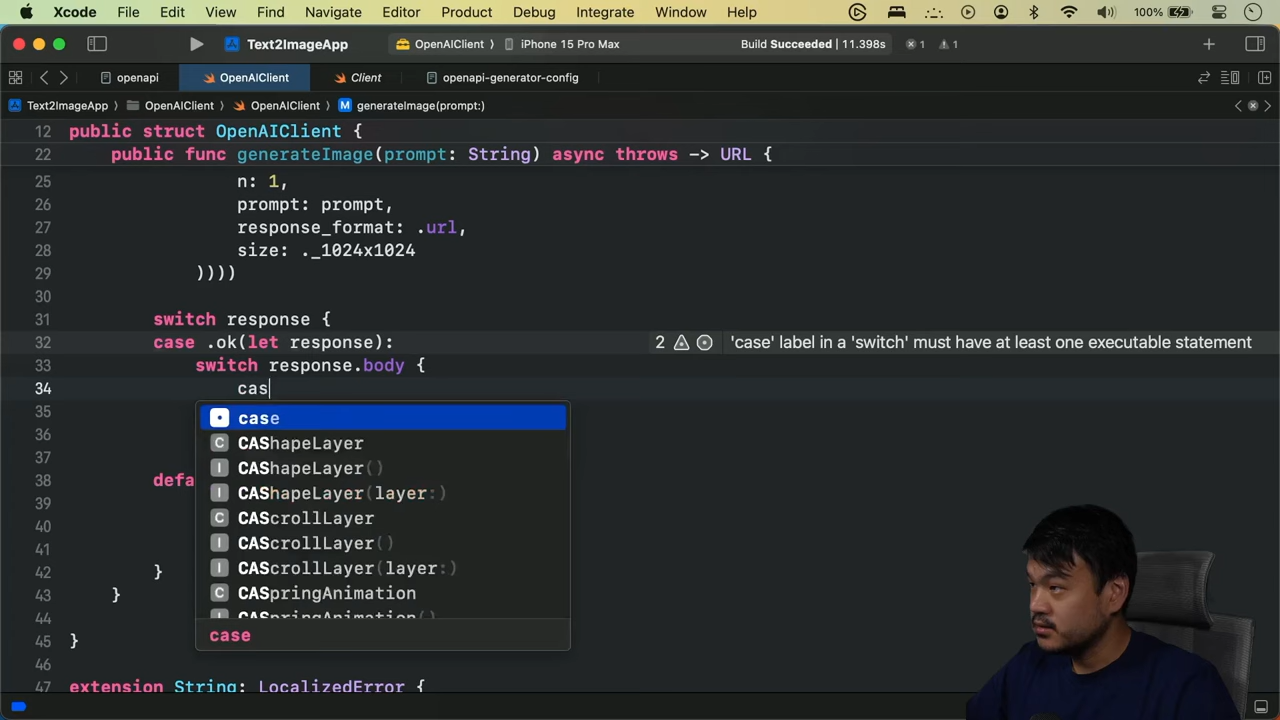 Xcode File Edit View Find Navigate Editor Product Debug Integrate Window Help 100%
Text2ImageApp OpenAIClient iPhone 15 Pro Max Build Succeeded | 11.398s 1 1
openapi OpenAIClient Client openapi-generator-config
Text2ImageApp OpenAIClient OpenAIClient M generateImage(prompt:)
12 public struct OpenAIClient {
22 public func generateImage(prompt: String) async throws -> URL {
25 n: 1,
26 prompt: prompt,
27 response_format: .url,
28 size: ._1024x1024
29 ))))
30
31 switch response {
32 case .ok(let response): 2 'case' label in a 'switch' must have at least one executable statement
33 switch response.body {
34 cas
35 case
36 C CAShapeLayer
37 I CAShapeLayer()
38 defa I CAShapeLayer(layer:)
39 C CAScrollLayer
40 I CAScrollLayer()
41 I CAScrollLayer(layer:)
42 } C CASpringAnimation
43 } I CASpringAnimation()
44 case
45 }
46
47 extension String: LocalizedError {